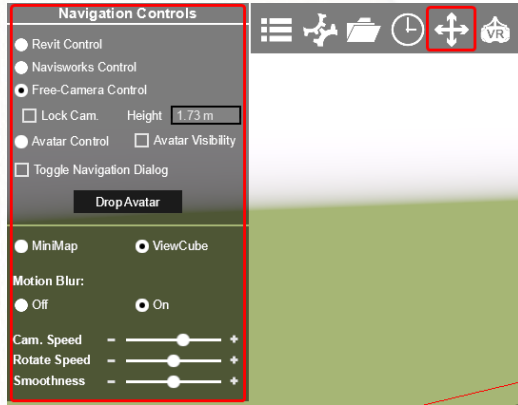 Navigation Controls
Revit Control
Navisworks Control
Free-Camera Control
Lock Cam. Height 1.73 m
Avatar Control Avatar Visibility
Toggle Navigation Dialog
Drop Avatar
MiniMap ViewCube
Motion Blur:
Off On
Cam. Speed - +
Rotate Speed - +
Smoothness - +
VR